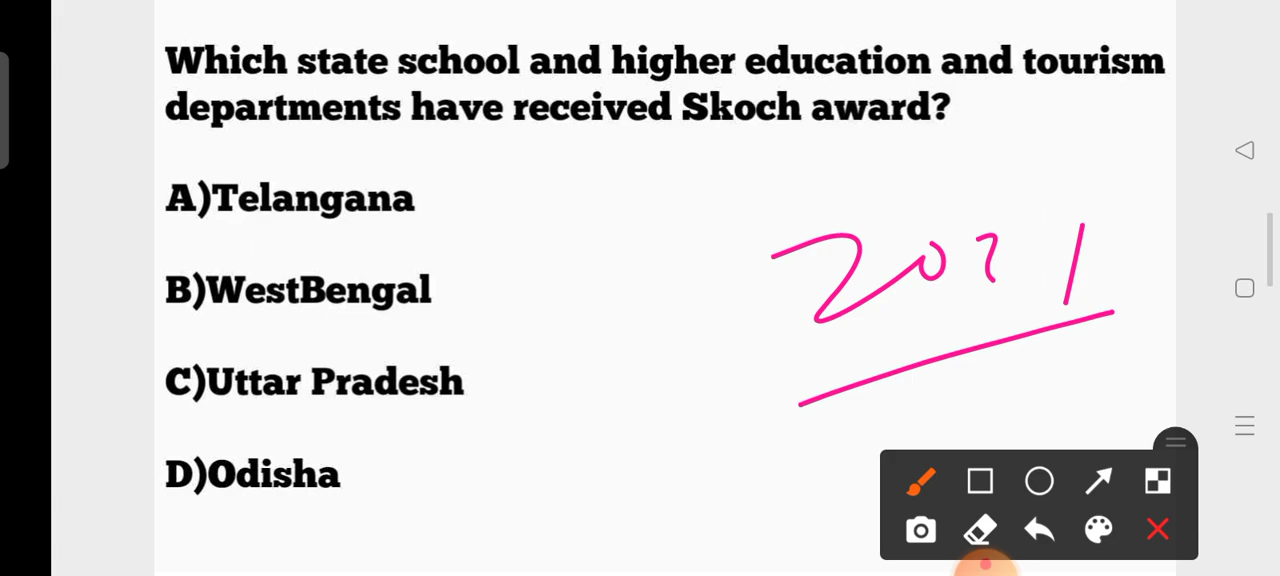 Which state school and higher education and tourism
departments have received Skoch award?
A)Telangana
B)WestBengal
2021
C)Uttar Pradesh
D)Odisha